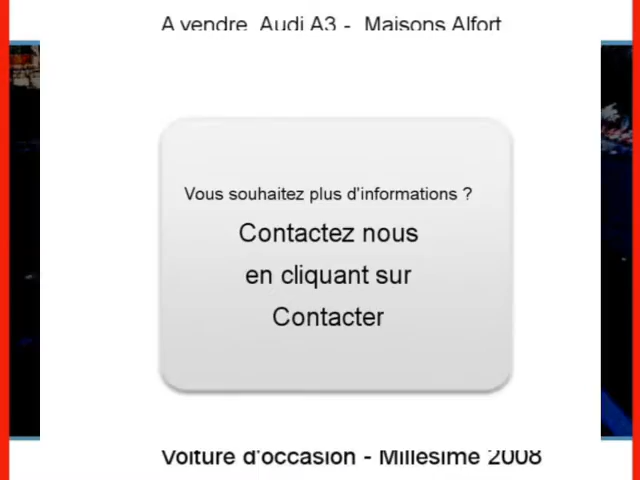 A vendre Audi A3 - Maisons Alfort
Vous souhaitez plus d'informations ?
Contactez nous
en cliquant sur
Contacter
Voiture d'occasion - Millesime 2008